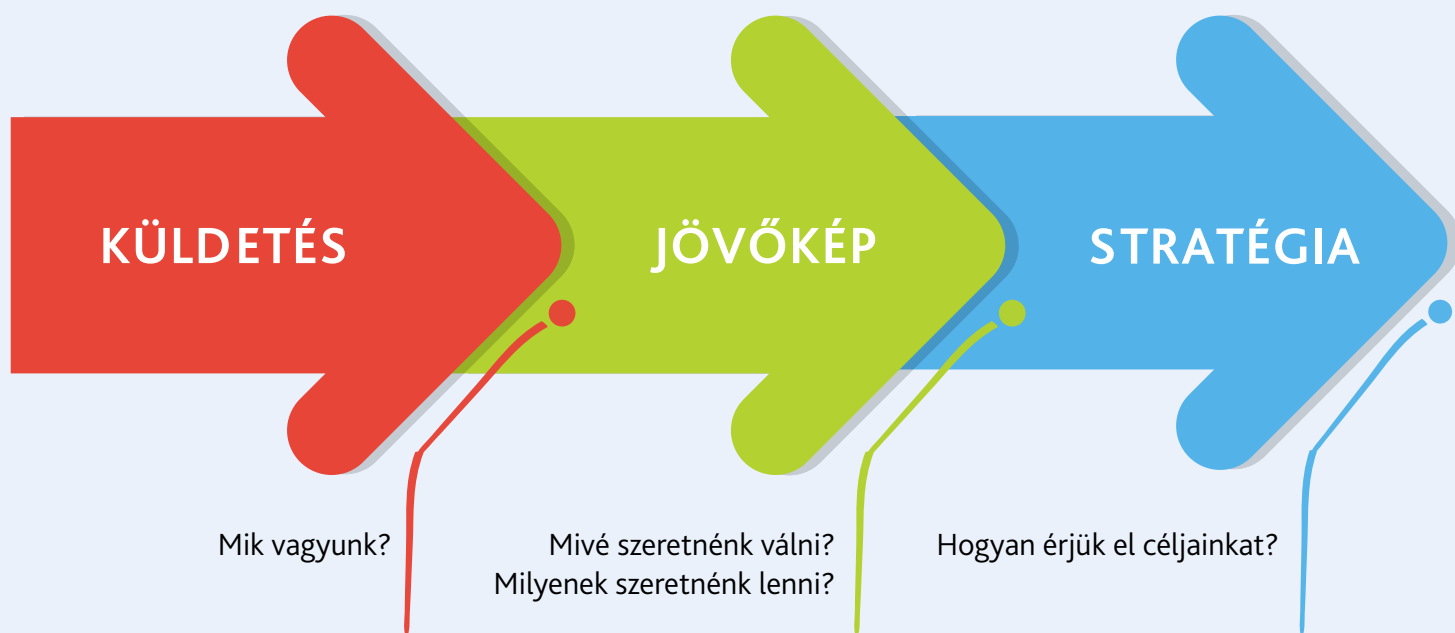 KÜLDETÉS
JÖVŐKÉP
STRATÉGIA
Mik vagyunk?
Mivé szeretnénk válni?
Milyenek szeretnénk lenni?
Hogyan érjük el céljainkat?